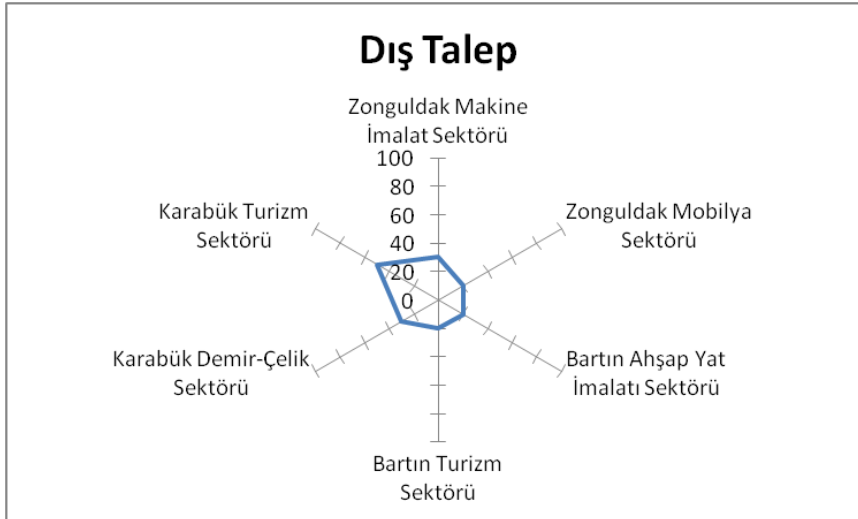 Dış Talep
Zonguldak Makine
İmalat Sektörü
100
80
60
40
20
0
Zonguldak Mobilya
Sektörü
Bartın Ahşap Yat
İmalatı Sektörü
Bartın Turizm
Sektörü
Karabük Demir-Çelik
Sektörü
Karabük Turizm
Sektörü